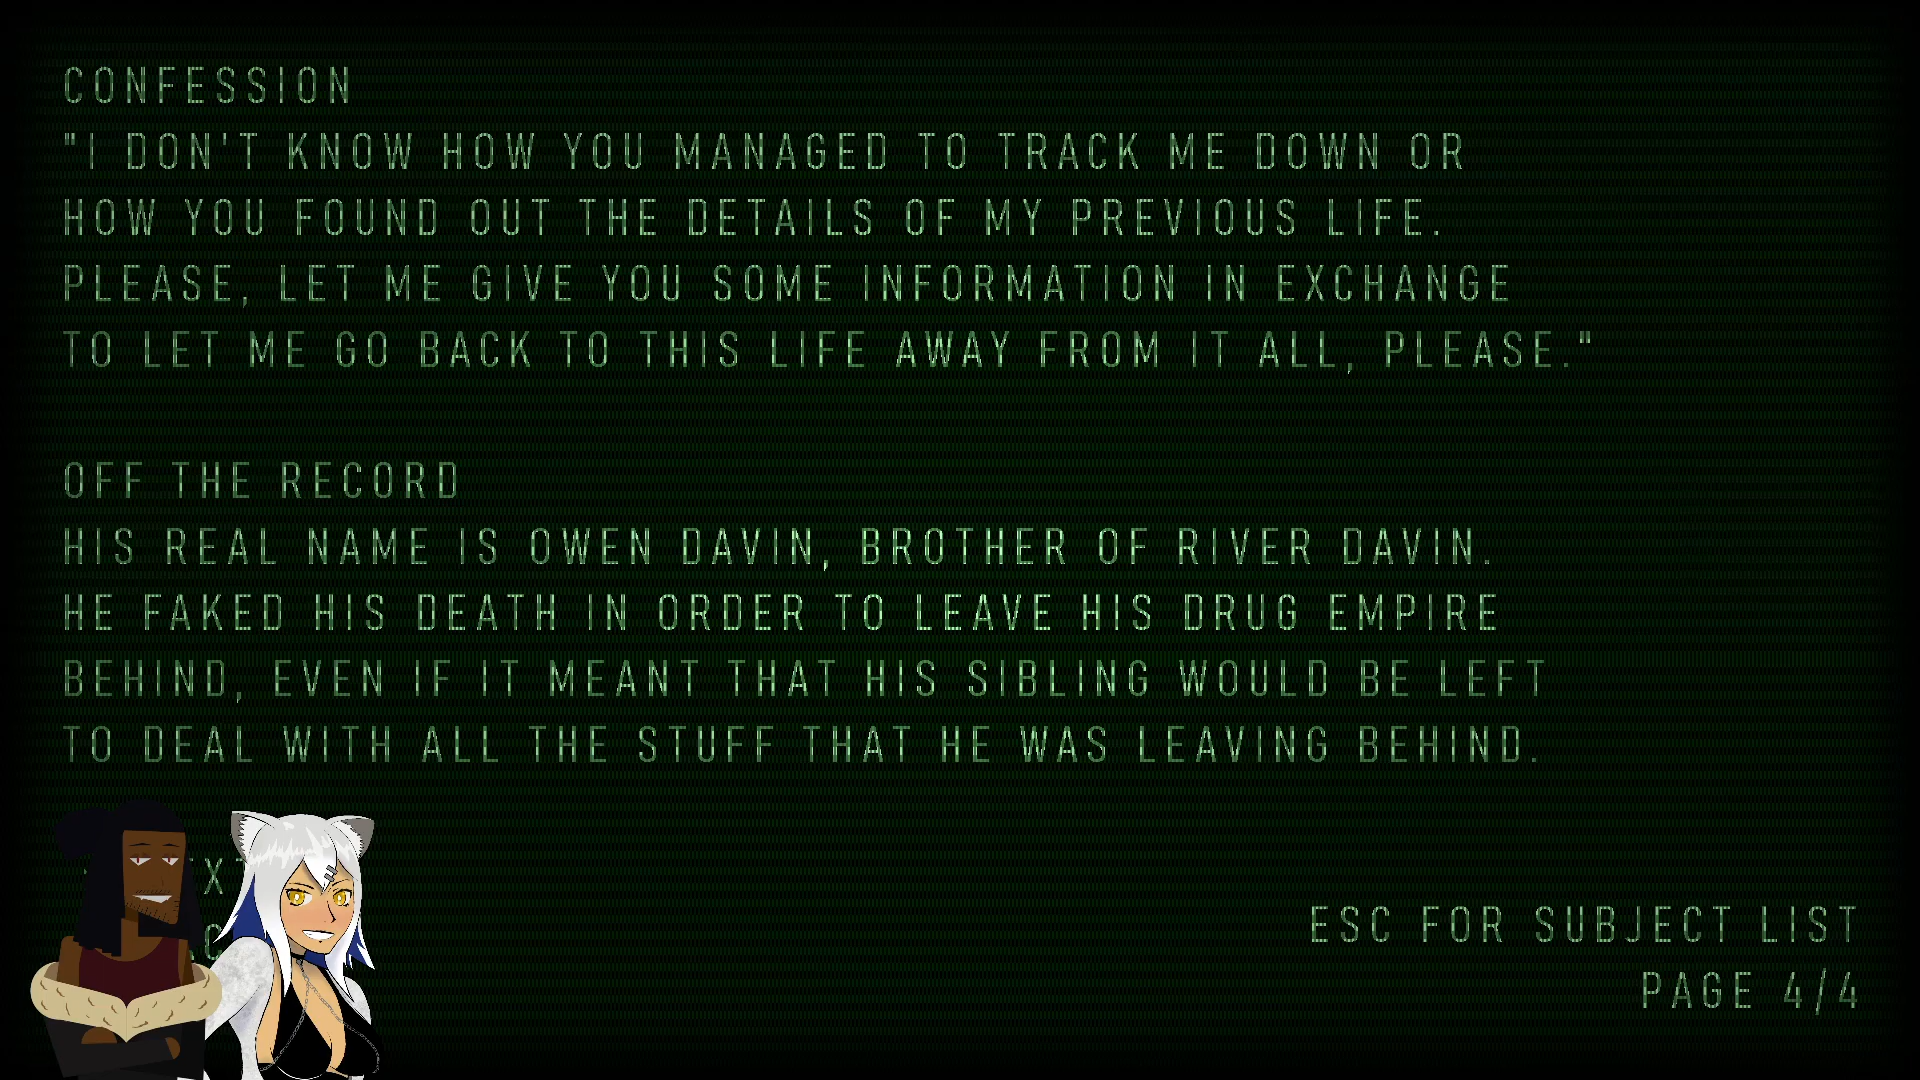 CONFESSION
"I DON'T KNOW HOW YOU MANAGED TO TRACK ME DOWN OR
HOW YOU FOUND OUT THE DETAILS OF MY PREVIOUS LIFE.
PLEASE, LET ME GIVE YOU SOME INFORMATION IN EXCHANGE
TO LET ME GO BACK TO THIS LIFE AWAY FROM IT ALL, PLEASE."
OFF THE RECORD
HIS REAL NAME IS OWEN DAVIN, BROTHER OF RIVER DAVIN.
HE FAKED HIS DEATH IN ORDER TO LEAVE HIS DRUG EMPIRE
BEHIND, EVEN IF IT MEANT THAT HIS SIBLING WOULD BE LEFT
TO DEAL WITH ALL THE STUFF THAT HE WAS LEAVING BEHIND.
ESC FOR SUBJECT LIST
PAGE 4/4